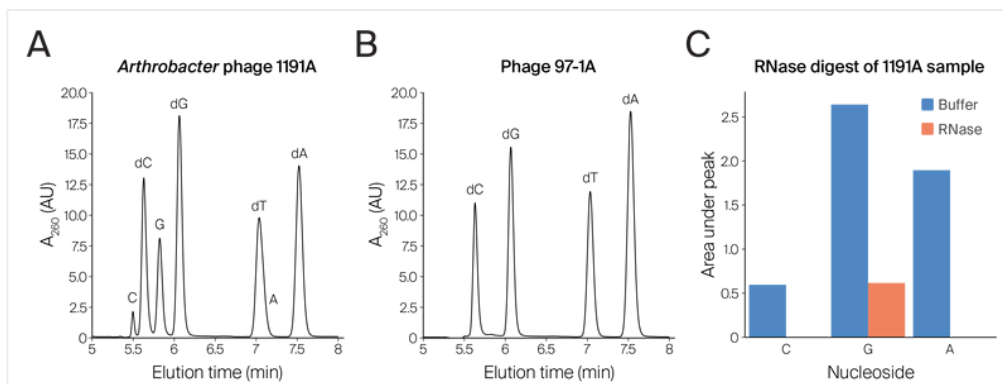 A
Arthrobacter phage 1191A
20.0
17.5
15.0
12.5
10.0
7.5
5.0
2.5
0
A260 (AU)
C
dC
G
dG
dT
A
dA
5 5.5 6 6.5 7 7.5 8
Elution time (min)
B
Phage 97-1A
20.0
17.5
15.0
12.5
10.0
7.5
5.0
2.5
0
A260 (AU)
dC
dG
dT
dA
5 5.5 6 6.5 7 7.5 8
Elution time (min)
C
RNase digest of 1191A sample
Buffer
RNase
2.5
2.0
1.5
1.0
0.5
0
Area under peak
C G A
Nucleoside